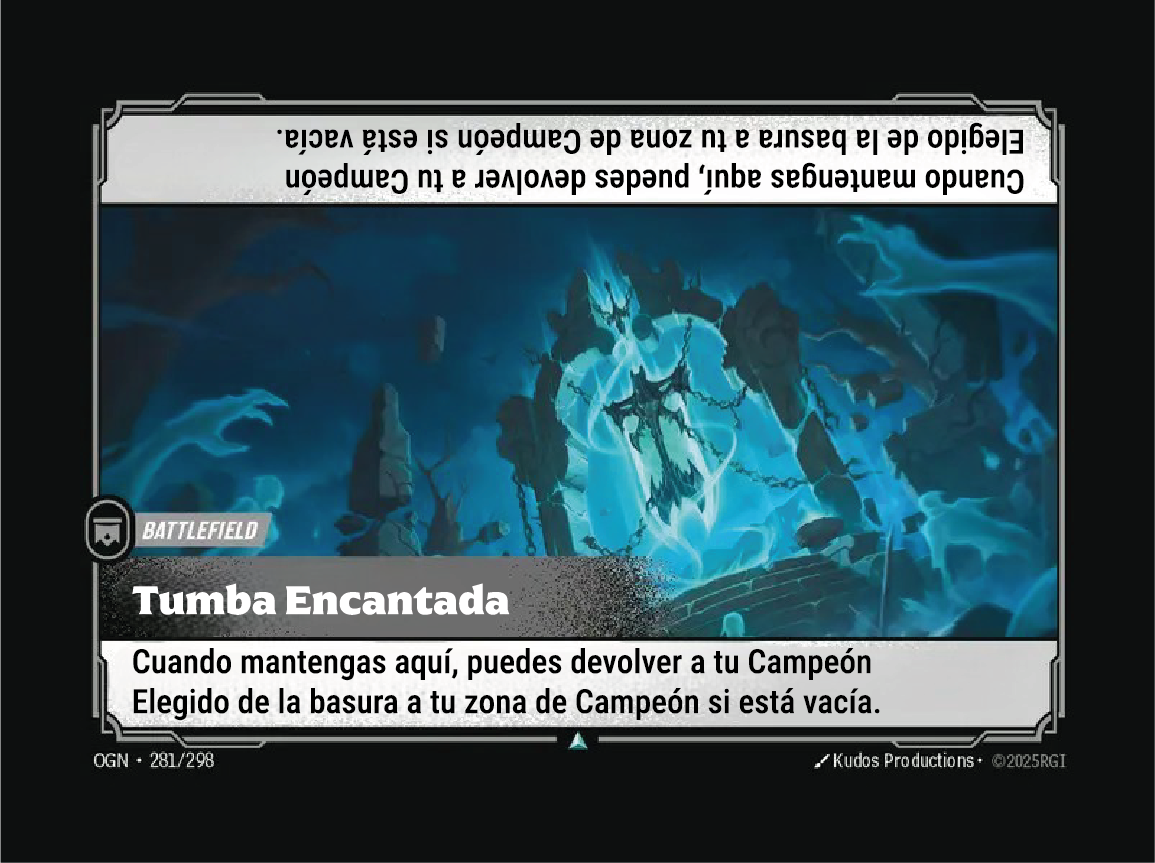 Cuando mantengas aquí, puedes devolver a tu Campeón
Elegido de la basura a tu zona de Campeón si está vacía.
BATTLEFIELD
Tumba Encantada
Cuando mantengas aquí, puedes devolver a tu Campeón
Elegido de la basura a tu zona de Campeón si está vacía.
OGN • 281/298
Kudos Productions • ©2025RGI